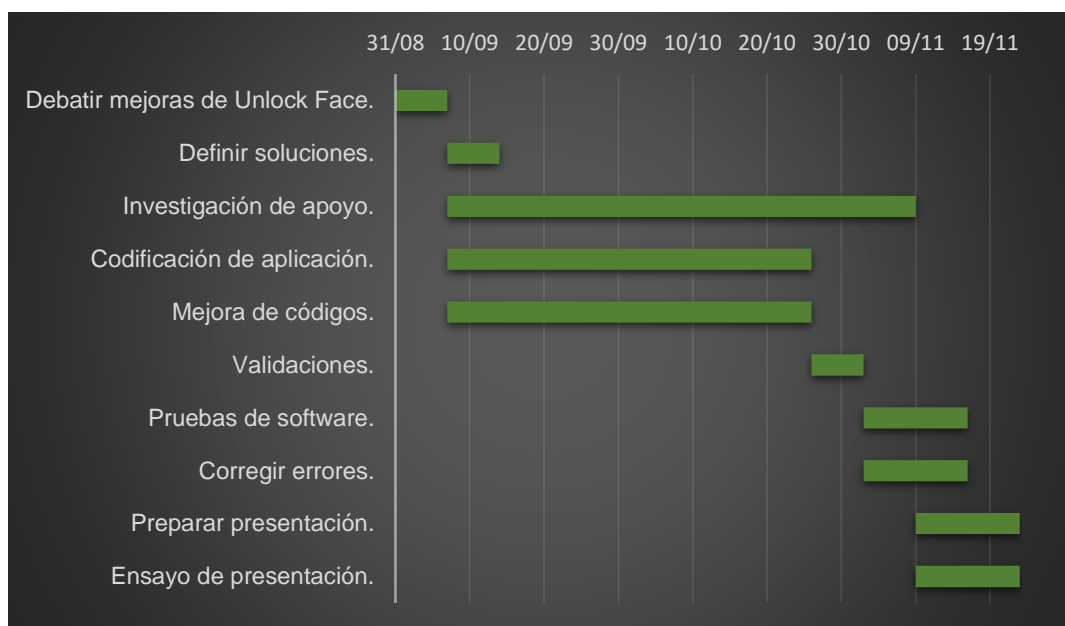 31/08 10/09 20/09 30/09 10/10 20/10 30/10 09/11 19/11
Debatir mejoras de Unlock Face.
Definir soluciones.
Investigación de apoyo.
Codificación de aplicación.
Mejora de códigos.
Validaciones.
Pruebas de software.
Corregir errores.
Preparar presentación.
Ensayo de presentación.